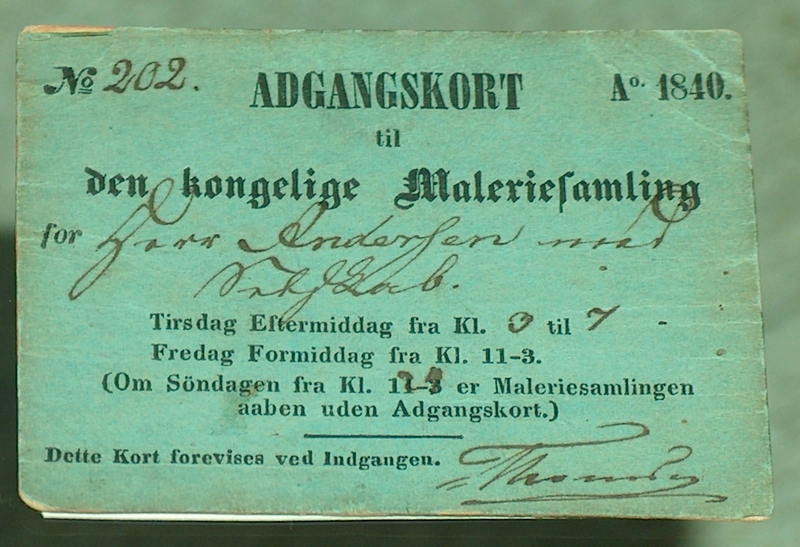 No 202. ADGANGSKORT Ao. 1840.
til
den kongelige Maleriesamling
for Herr Andersen med
Selskab.
Tirsdag Eftermiddag fra Kl. 3 til 7
Fredag Formiddag fra Kl. 11-3.
(Om Söndagen fra Kl. 11-3 er Maleriesamlingen
aaben uden Adgangskort.)
Dette Kort forevises ved Indgangen.